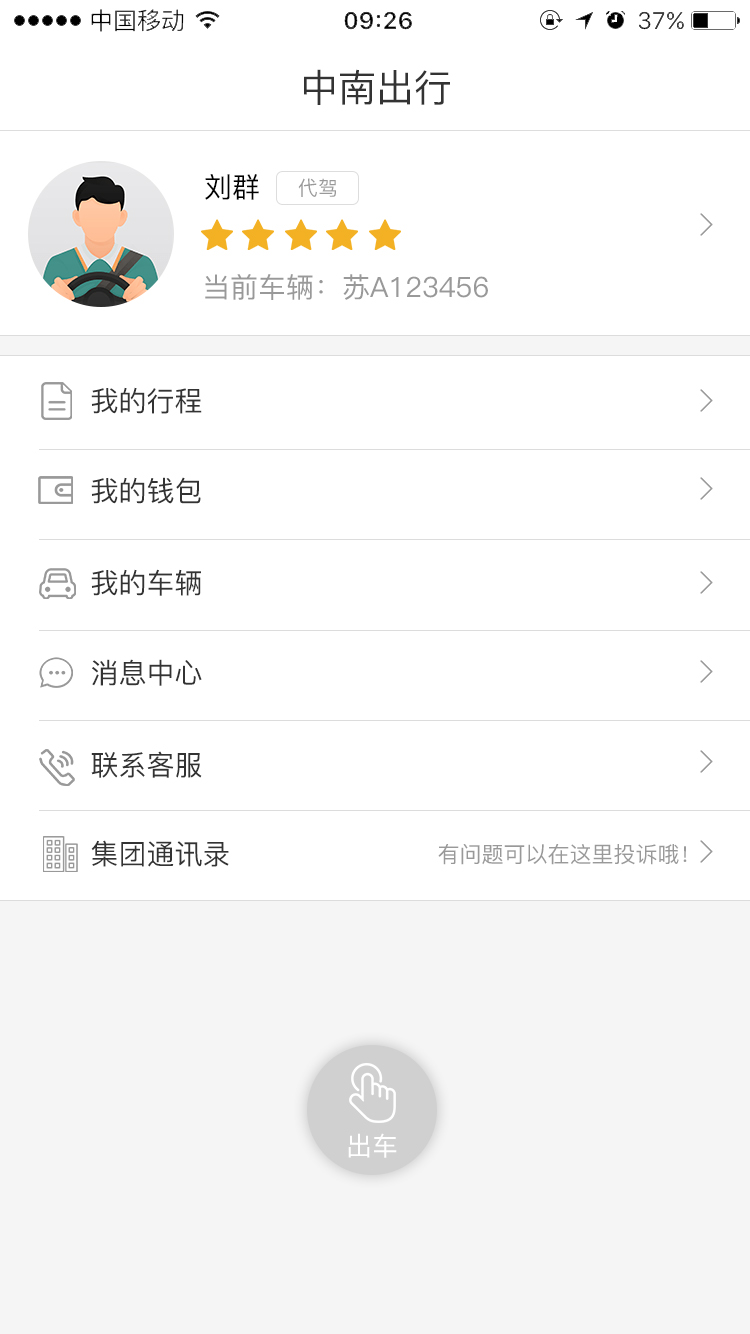 中国移动 09:26 37%
中南出行
刘群 代驾
当前车辆：苏A123456
我的行程
我的钱包
我的车辆
消息中心
联系客服
集团通讯录 有问题可以在这里投诉哦！
出车